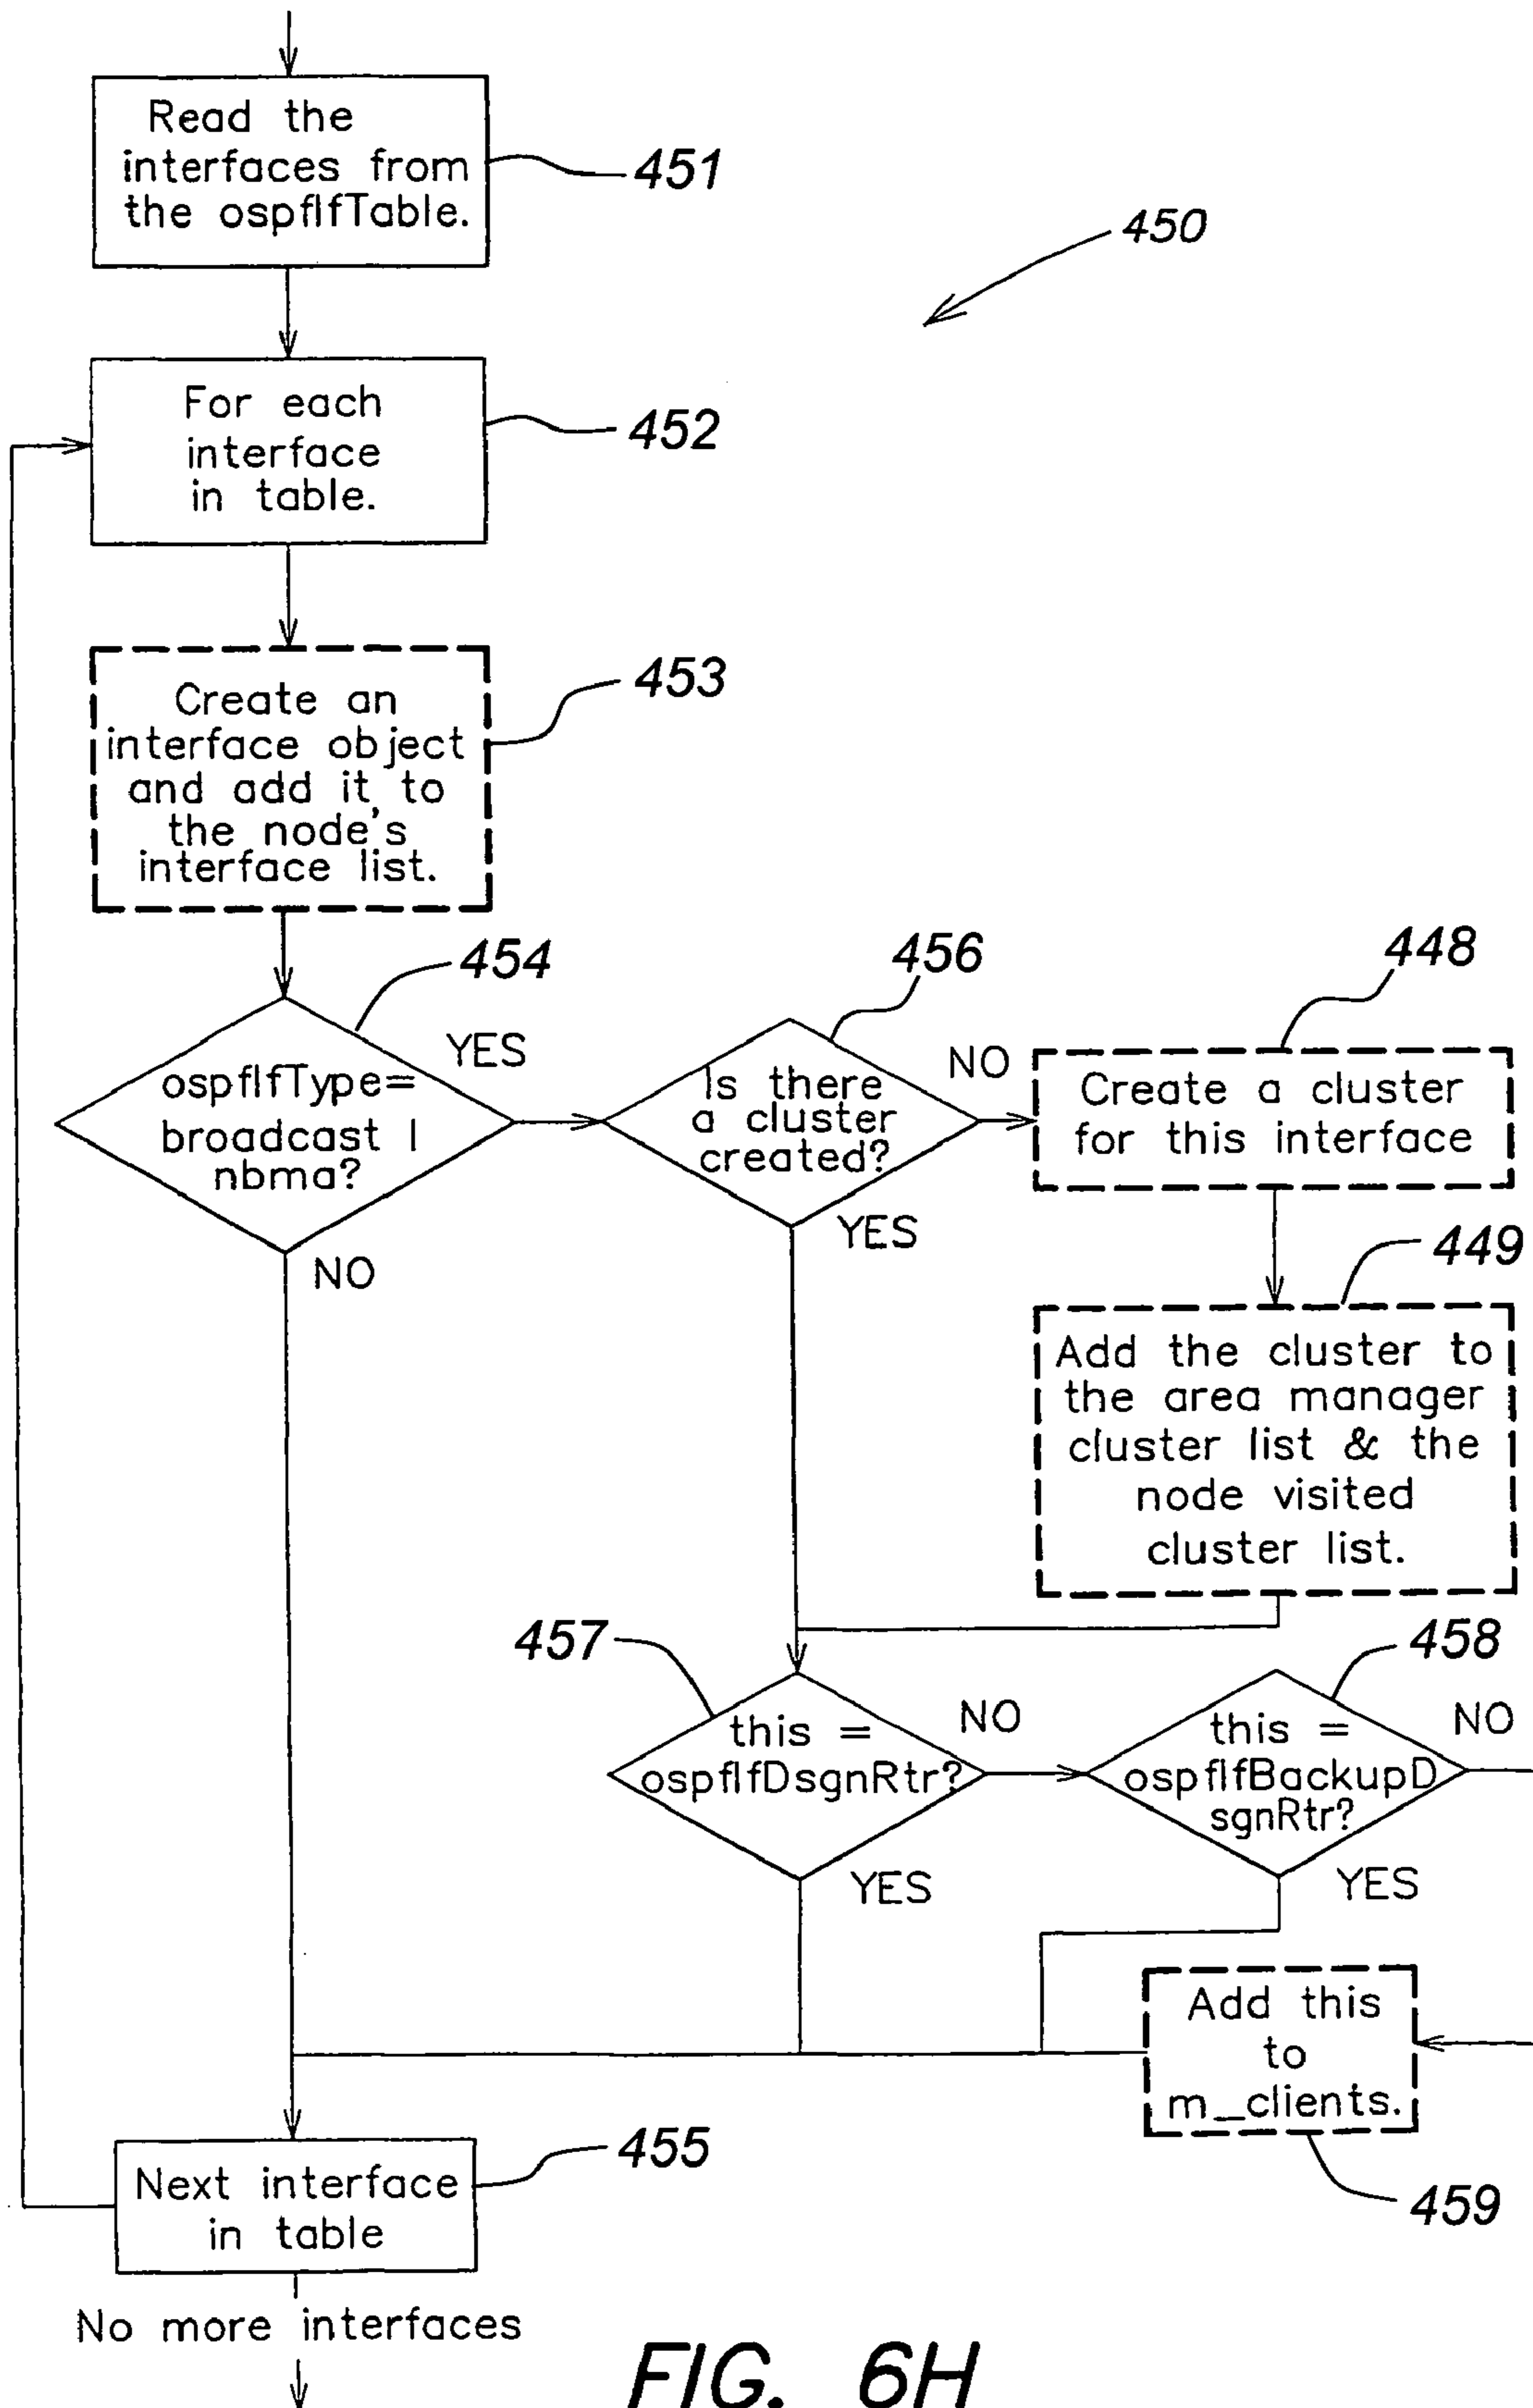 Read the
interfaces from
the ospfIfTable.
451
450
For each
interface
in table.
452
Create an
interface object
and add it to
the node's
interface list.
453
454
ospfIfType=
broadcast |
nbma?
YES
NO
456
Is there
a cluster
created?
NO
YES
448
Create a cluster
for this interface
449
Add the cluster to
the area manager
cluster list & the
node visited
cluster list.
457
this =
ospfIfDsgnRtr?
NO
YES
458
this =
ospfIfBackupD
sgnRtr?
NO
YES
Add this
to
m_clients.
459
455
Next interface
in table
No more interfaces
FIG. 6H